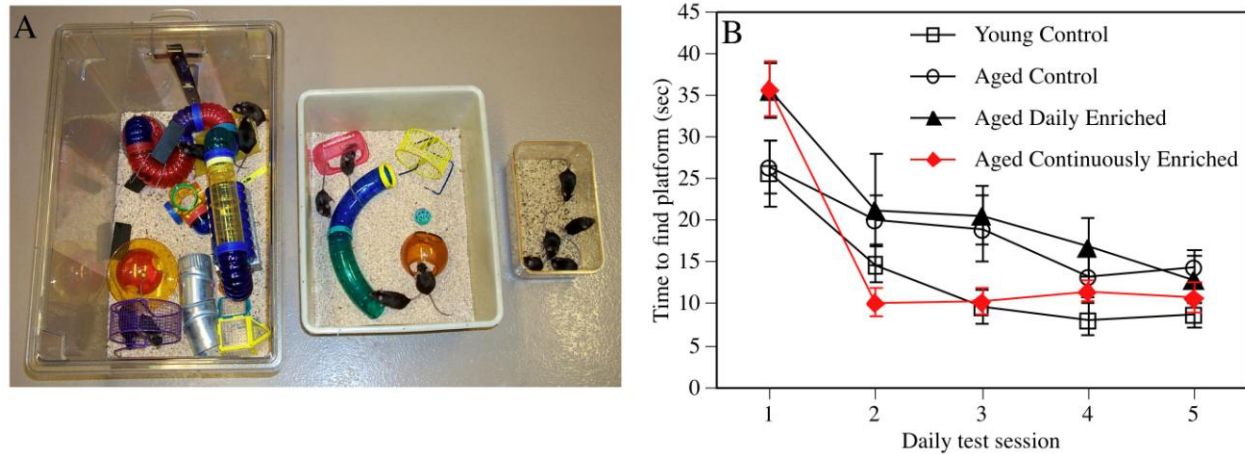 A
B
Young Control
Aged Control
Aged Daily Enriched
Aged Continuously Enriched
Time to find platform (sec)
45
40
35
30
25
20
15
10
5
0
1 2 3 4 5
Daily test session